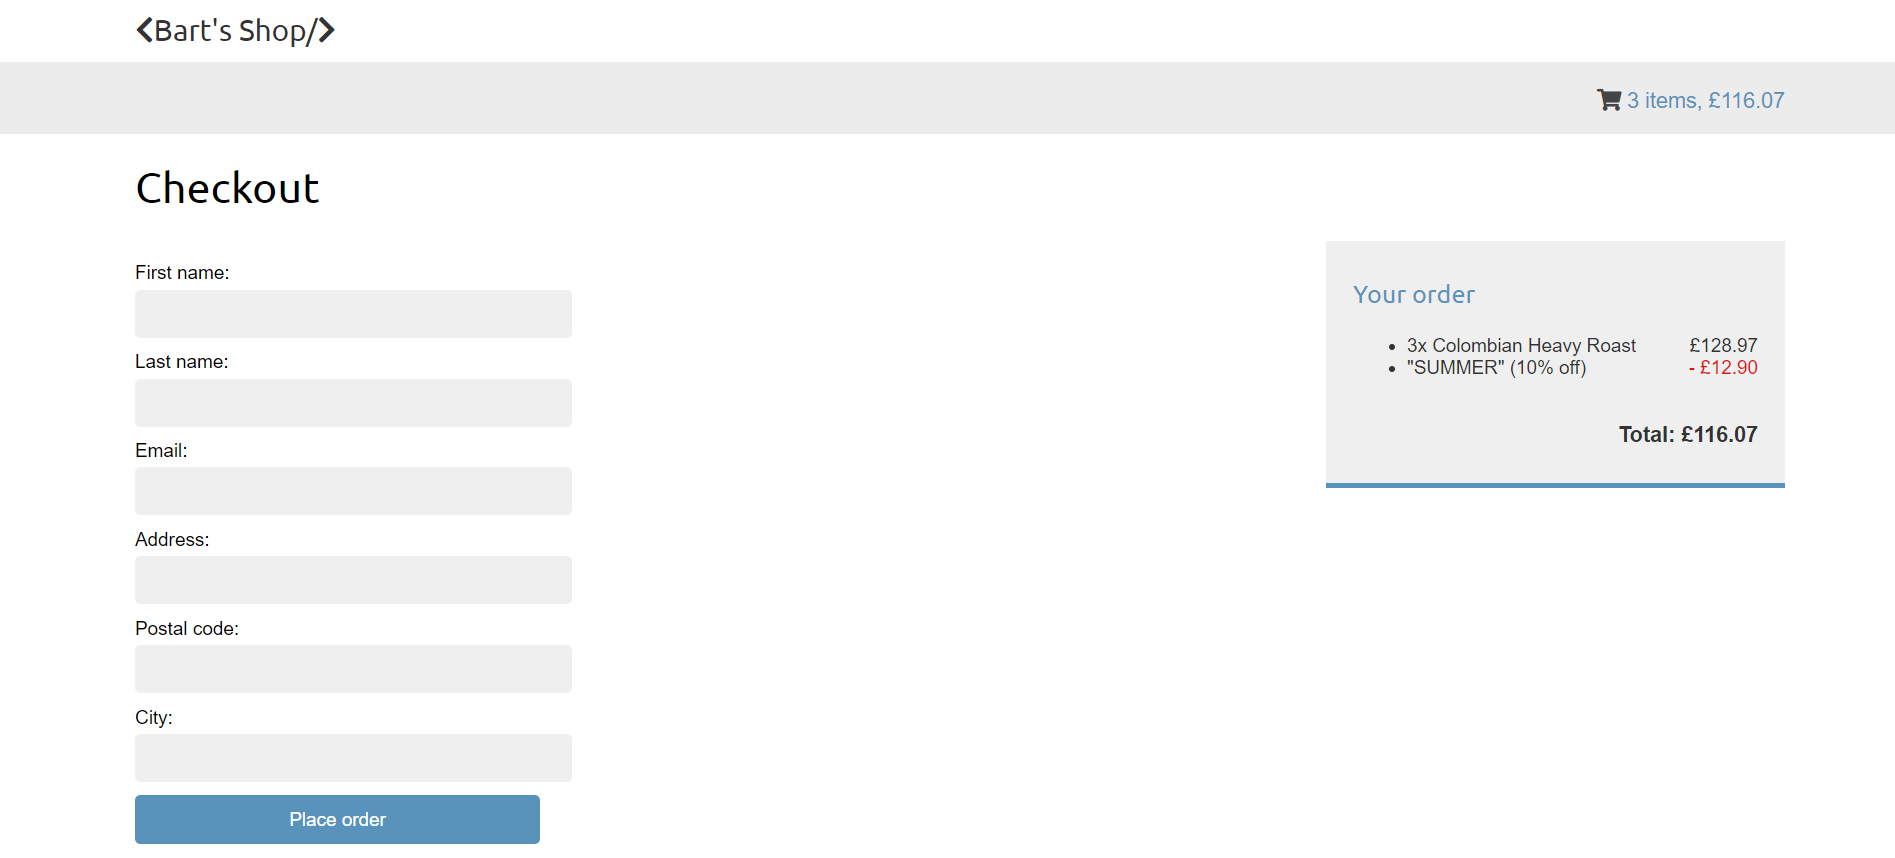 <Bart's Shop/>
3 items, £116.07
Checkout
First name:
Last name:
Email:
Address:
Postal code:
City:
Place order
Your order
• 3x Colombian Heavy Roast £128.97
• "SUMMER" (10% off) - £12.90
Total: £116.07